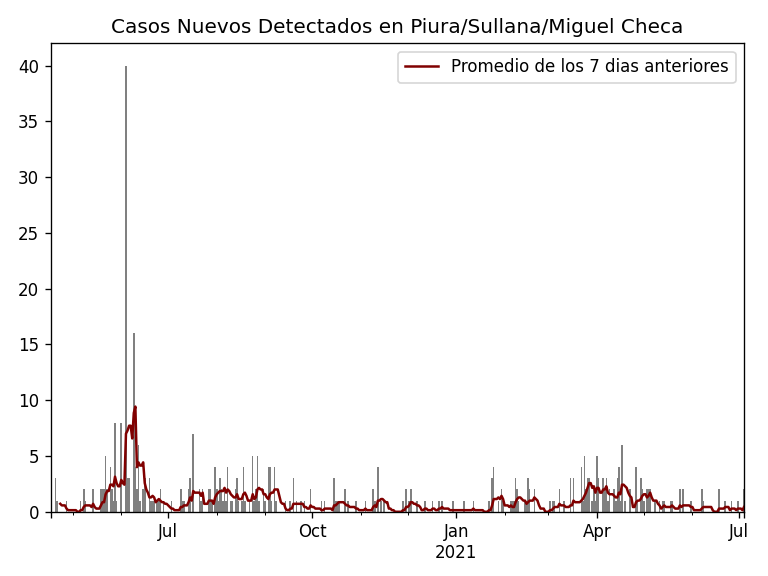 Casos Nuevos Detectados en Piura/Sullana/Miguel Checa
Promedio de los 7 dias anteriores
40
35
30
25
20
15
10
5
0
Jul
Oct
Jan
2021
Apr
Jul